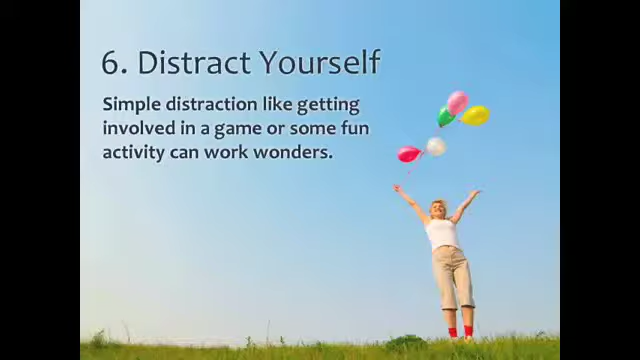 6. Distract Yourself
Simple distraction like getting
involved in a game or some fun
activity can work wonders.